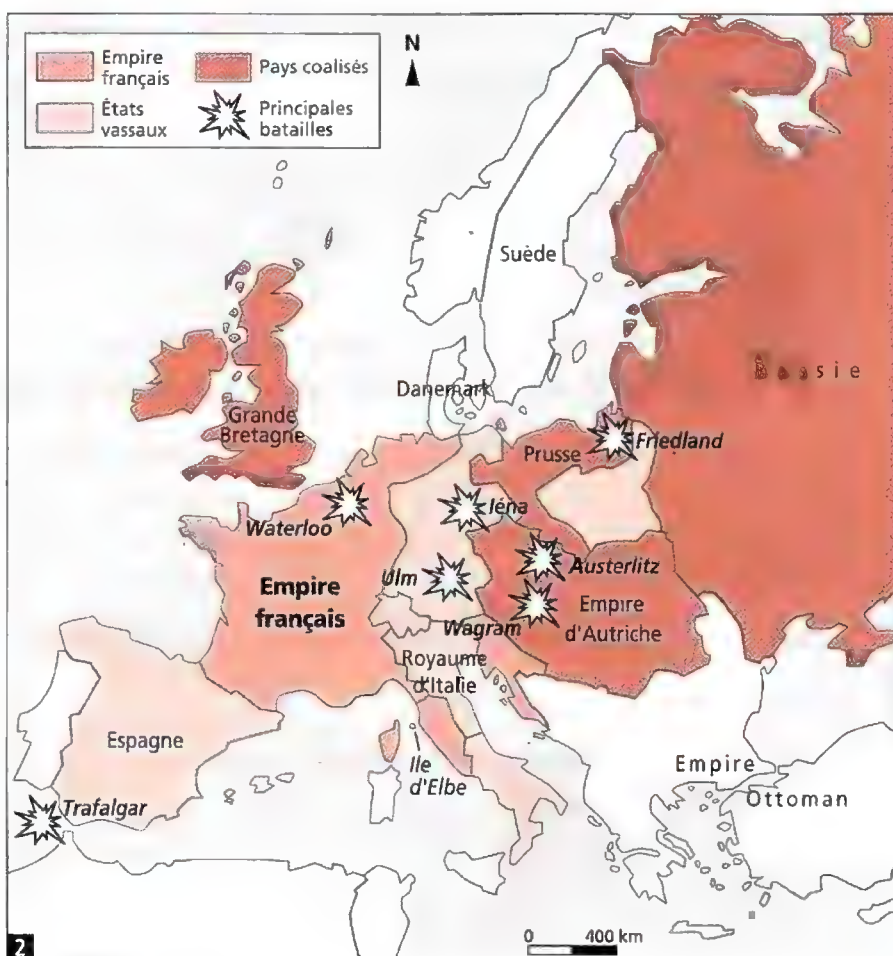 Empire
français
Pays coalisés
États
vassaux
Principales
batailles
N
Suède
Danemark
Grande
Bretagne
Prusse
Friedland
Waterloo
Iéna
Ulm
Austerlitz
Empire
français
Wagram
Empire
d'Autriche
Royaume
d'Italie
Espagne
Ile
d'Elbe
Empire
Ottoman
Trafalgar
0 400 km
2